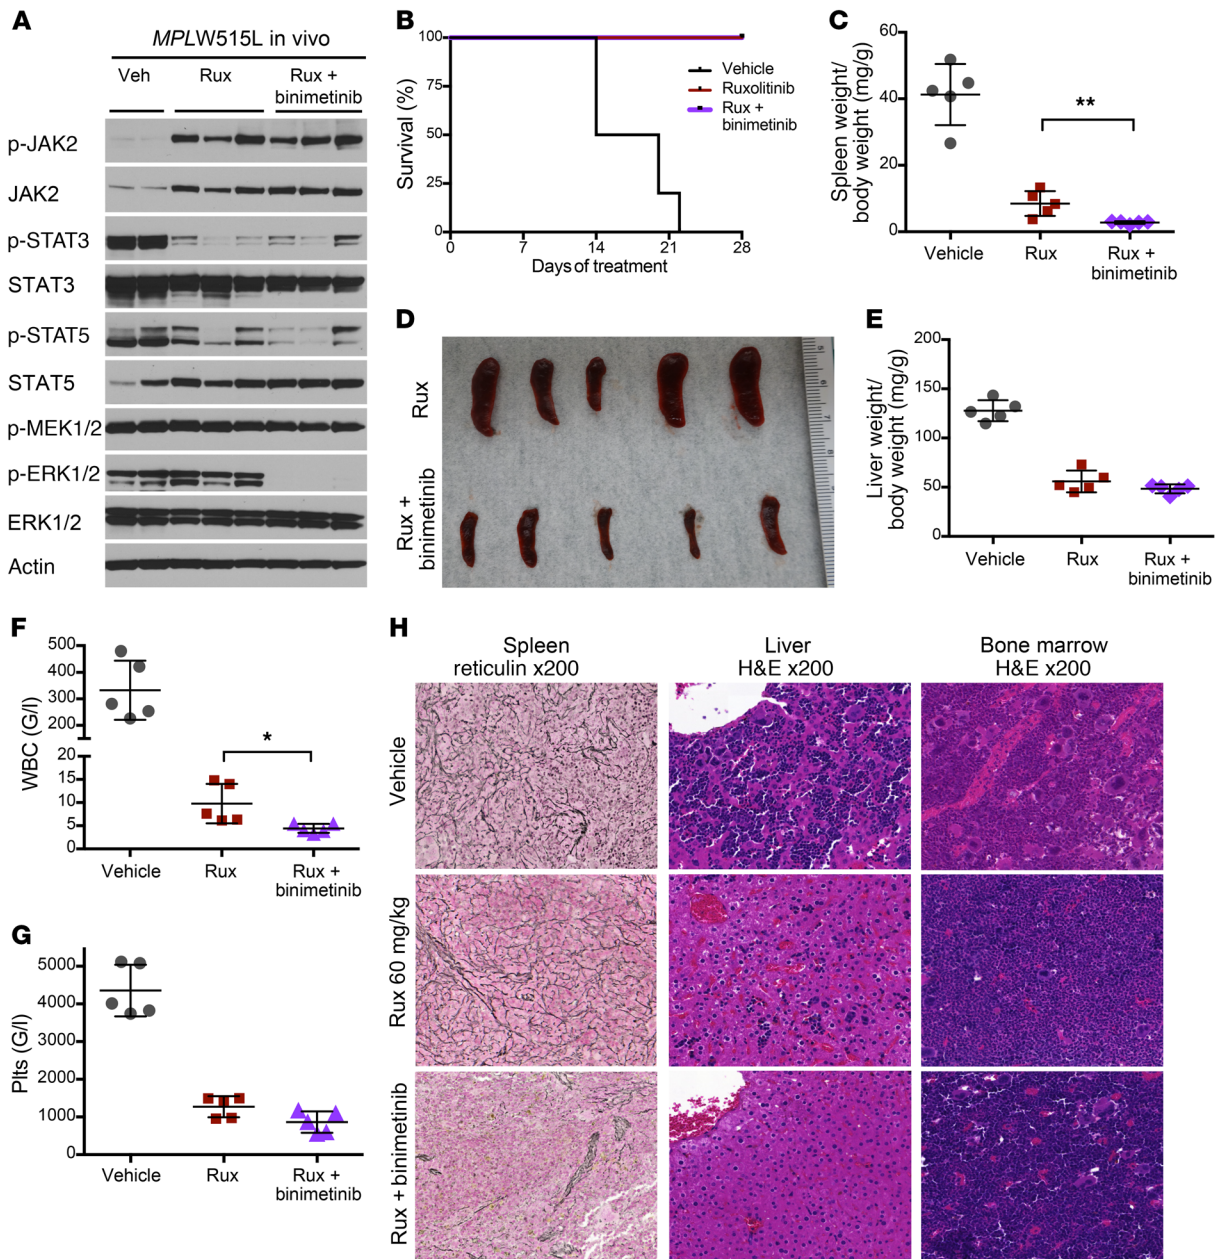 A
MPLW515L in vivo
Veh
Rux
Rux +
binimetinib
p-JAK2
JAK2
p-STAT3
STAT3
p-STAT5
STAT5
p-MEK1/2
p-ERK1/2
ERK1/2
Actin
B
Survival (%)
100
75
50
25
0
0 7 14 21 28
Days of treatment
Vehicle
Ruxolitinib
Rux +
binimetinib
C
Spleen weight/
body weight (mg/g)
60
40
20
0
**
Vehicle
Rux
Rux +
binimetinib
D
Rux
Rux +
binimetinib
E
Liver weight/
body weight (mg/g)
200
150
100
50
0
Vehicle
Rux
Rux +
binimetinib
F
WBC (G/l)
500
400
300
200
20
15
10
5
0
*
Vehicle
Rux
Rux +
binimetinib
G
Plts (G/l)
5000
4000
3000
2000
1000
0
Vehicle
Rux
Rux +
binimetinib
H
Spleen
reticulin x200
Liver
H&E x200
Bone marrow
H&E x200
Vehicle
Rux 60 mg/kg
Rux + binimetinib